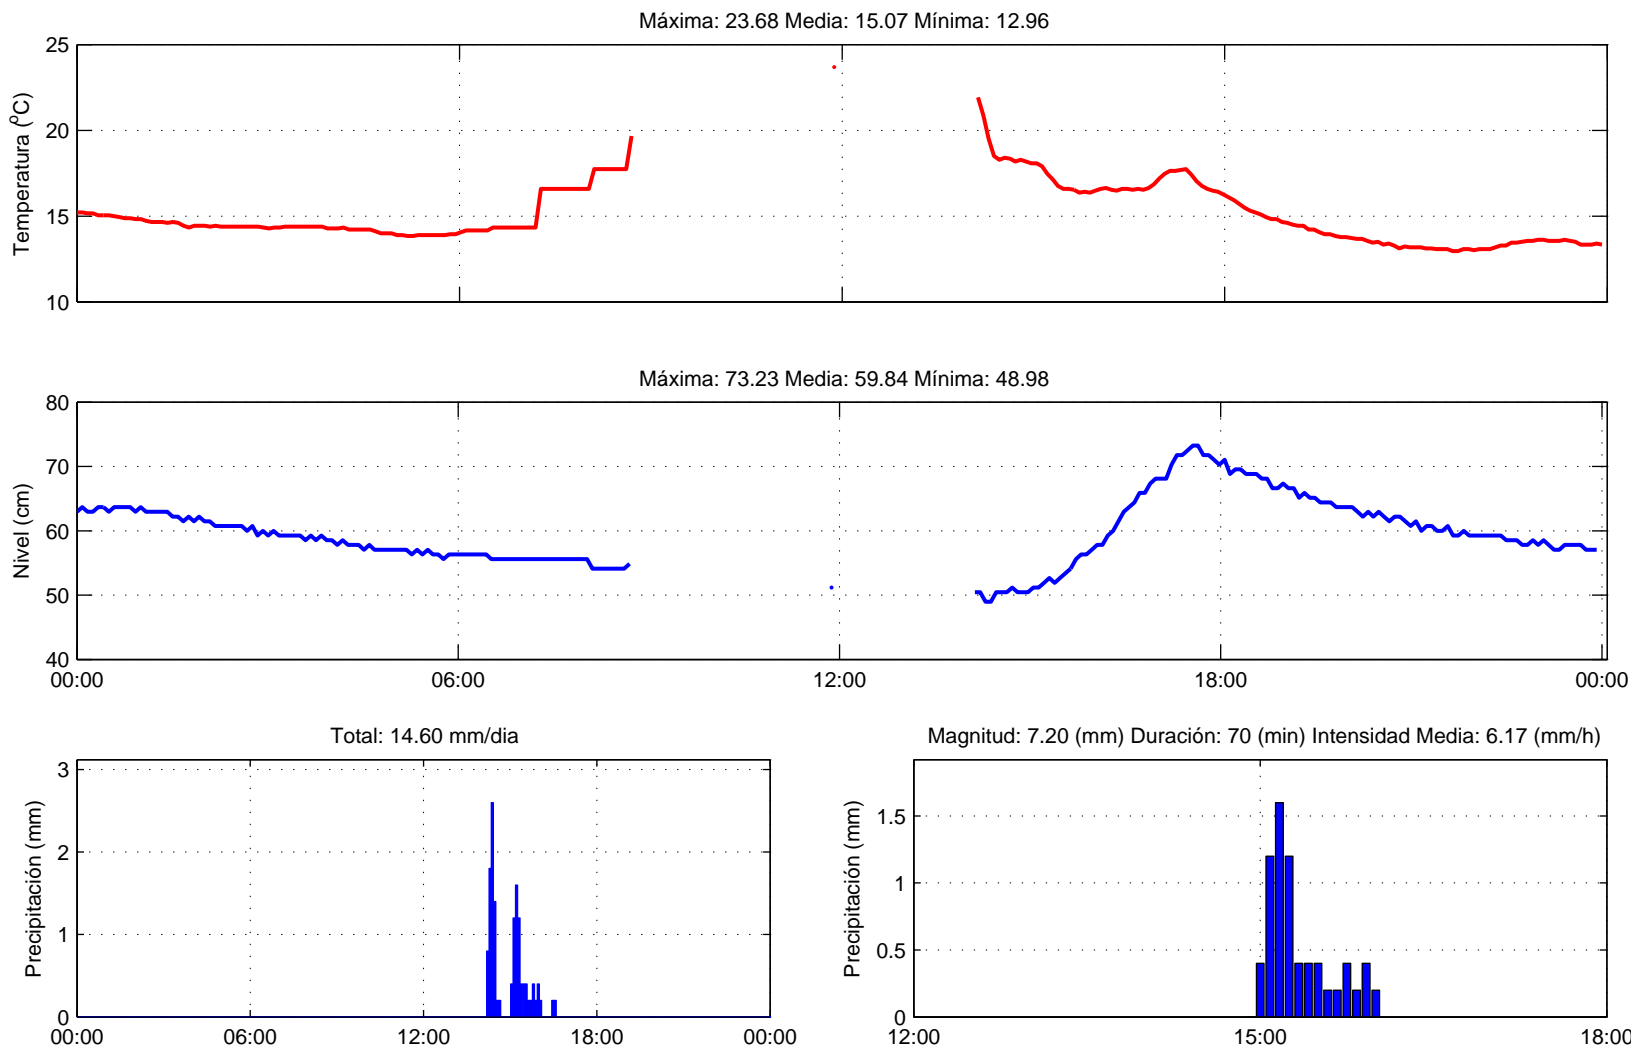 Máxima: 23.68 Media: 15.07 Mínima: 12.96
Temperatura (ºC)
25
20
15
10
Máxima: 73.23 Media: 59.84 Mínima: 48.98
Nivel (cm)
80
70
60
50
40
00:00 06:00 12:00 18:00 00:00
Total: 14.60 mm/dia
Precipitación (mm)
3
2
1
0
00:00 06:00 12:00 18:00 00:00
Magnitud: 7.20 (mm) Duración: 70 (min) Intensidad Media: 6.17 (mm/h)
Precipitación (mm)
1.5
1
0.5
0
12:00 15:00 18:00